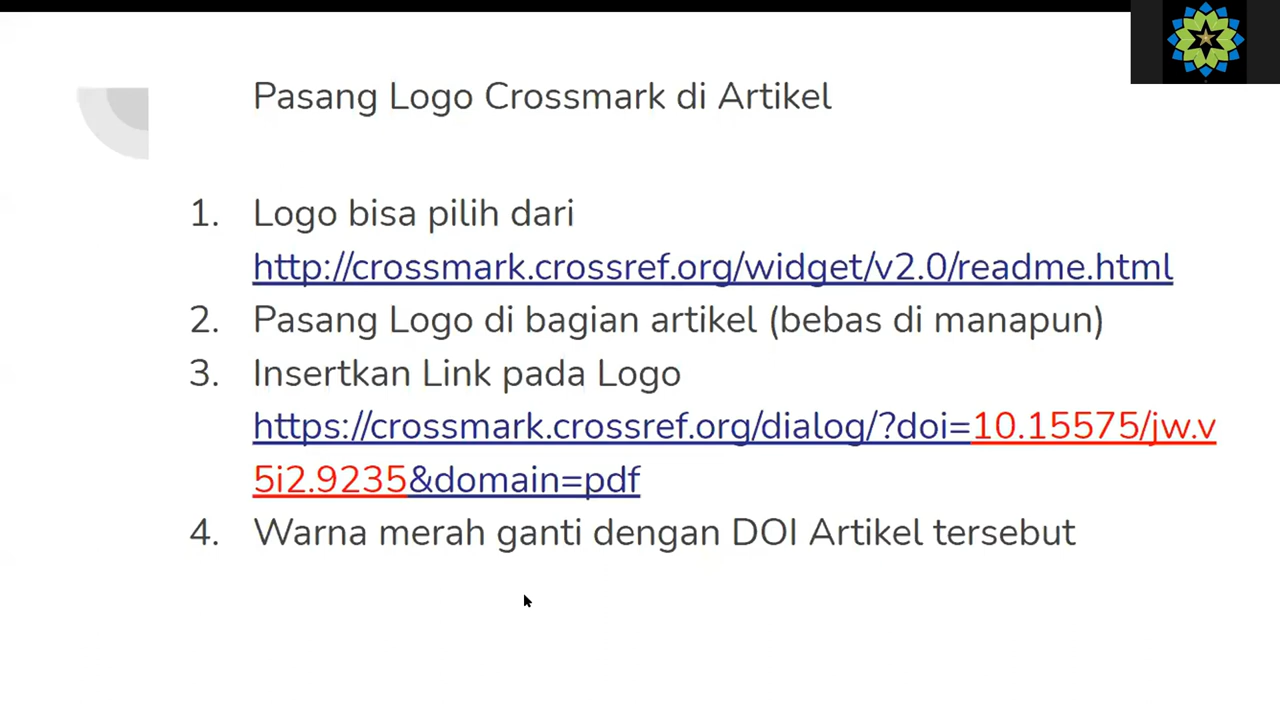 Pasang Logo Crossmark di Artikel
1. Logo bisa pilih dari
http://crossmark.crossref.org/widget/v2.0/readme.html
2. Pasang Logo di bagian artikel (bebas di manapun)
3. Insertkan Link pada Logo
https://crossmark.crossref.org/dialog/?doi=10.15575/jw.v
5i2.9235&domain=pdf
4. Warna merah ganti dengan DOI Artikel tersebut